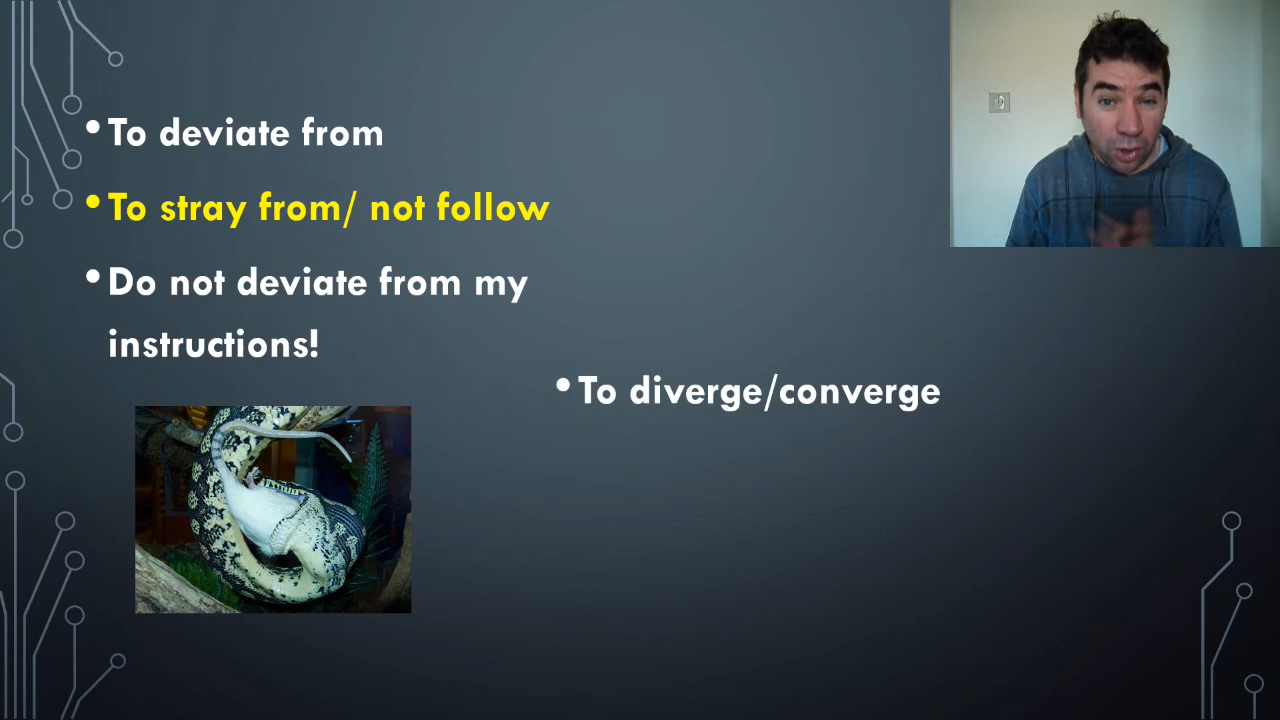 To deviate from
To stray from/ not follow
Do not deviate from my
instructions!
To diverge/converge